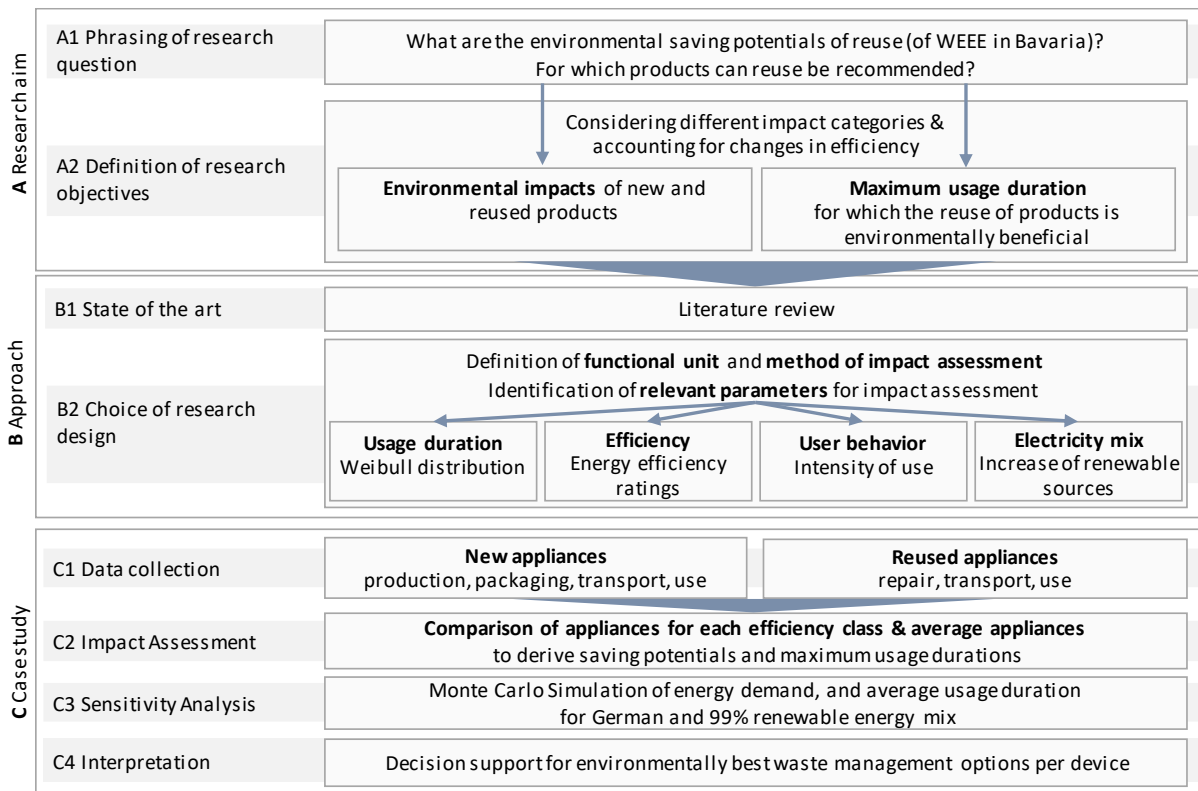 A Research aim
A1 Phrasing of research
question
What are the environmental saving potentials of reuse (of WEEE in Bavaria)?
For which products can reuse be recommended?
A2 Definition of research
objectives
Considering different impact categories &
accounting for changes in efficiency
Environmental impacts of new and
reused products
Maximum usage duration
for which the reuse of products is
environmentally beneficial
B Approach
B1 State of the art
Literature review
B2 Choice of research
design
Definition of functional unit and method of impact assessment
Identification of relevant parameters for impact assessment
Usage duration
Weibull distribution
Efficiency
Energy efficiency
ratings
User behavior
Intensity of use
Electricity mix
Increase of renewable
sources
C Case study
C1 Data collection
New appliances
production, packaging, transport, use
Reused appliances
repair, transport, use
C2 Impact Assessment
Comparison of appliances for each efficiency class & average appliances
to derive saving potentials and maximum usage durations
C3 Sensitivity Analysis
Monte Carlo Simulation of energy demand, and average usage duration
for German and 99% renewable energy mix
C4 Interpretation
Decision support for environmentally best waste management options per device